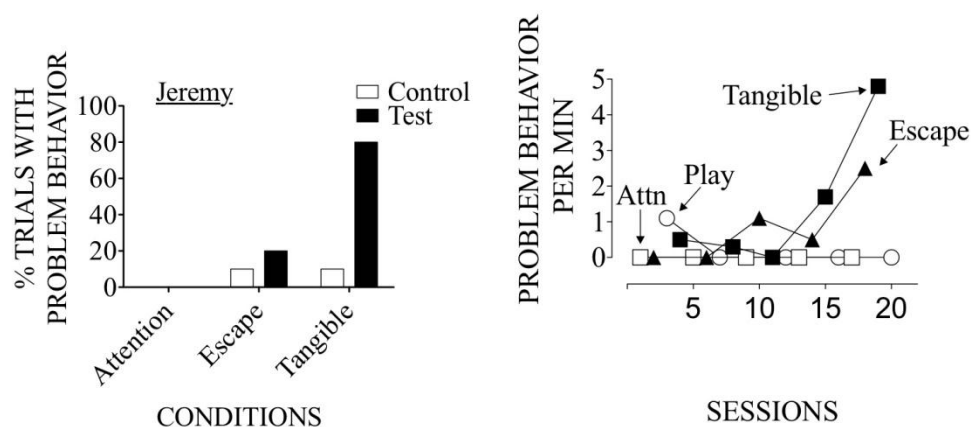 % TRIALS WITH
PROBLEM BEHAVIOR
Jeremy
Control
Test
100
80
60
40
20
0
Attention
Escape
Tangible
CONDITIONS
PROBLEM BEHAVIOR
PER MIN
5
4
3
2
1
0
Tangible
Escape
Play
Attn
5
10
15
20
SESSIONS